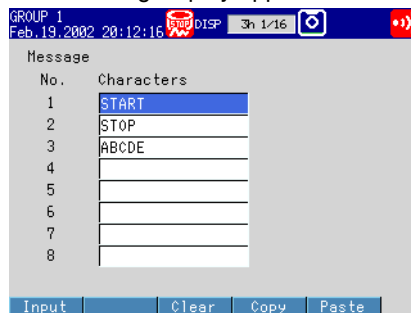 GROUP 1
Feb.19.2002 20:12:16 STOP DISP 3h 1/16
Message
No. Characters
1 START
2 STOP
3 ABCDE
4
5
6
7
8
Input Clear Copy Paste